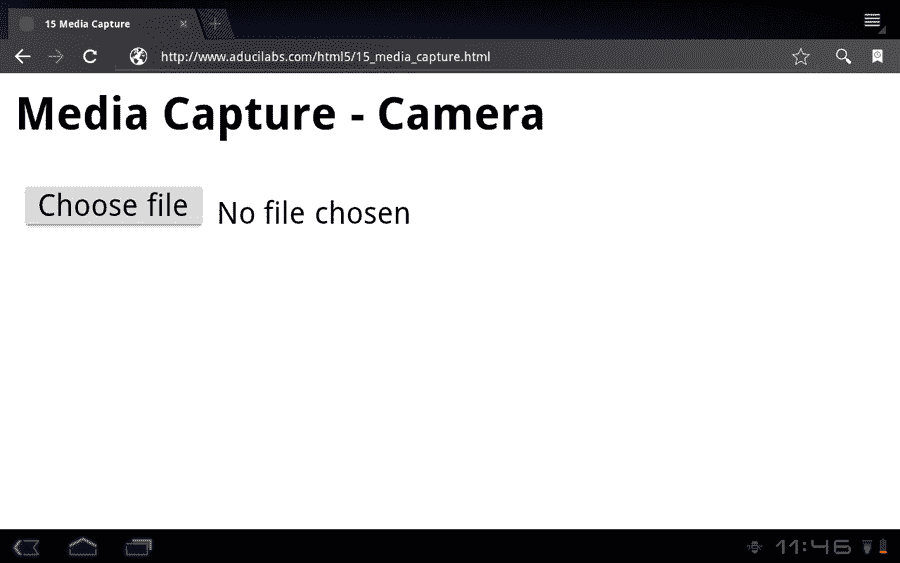 15 Media Capture
http://www.aducilabs.com/html5/15_media_capture.html
Media Capture - Camera
Choose file No file chosen
11:46